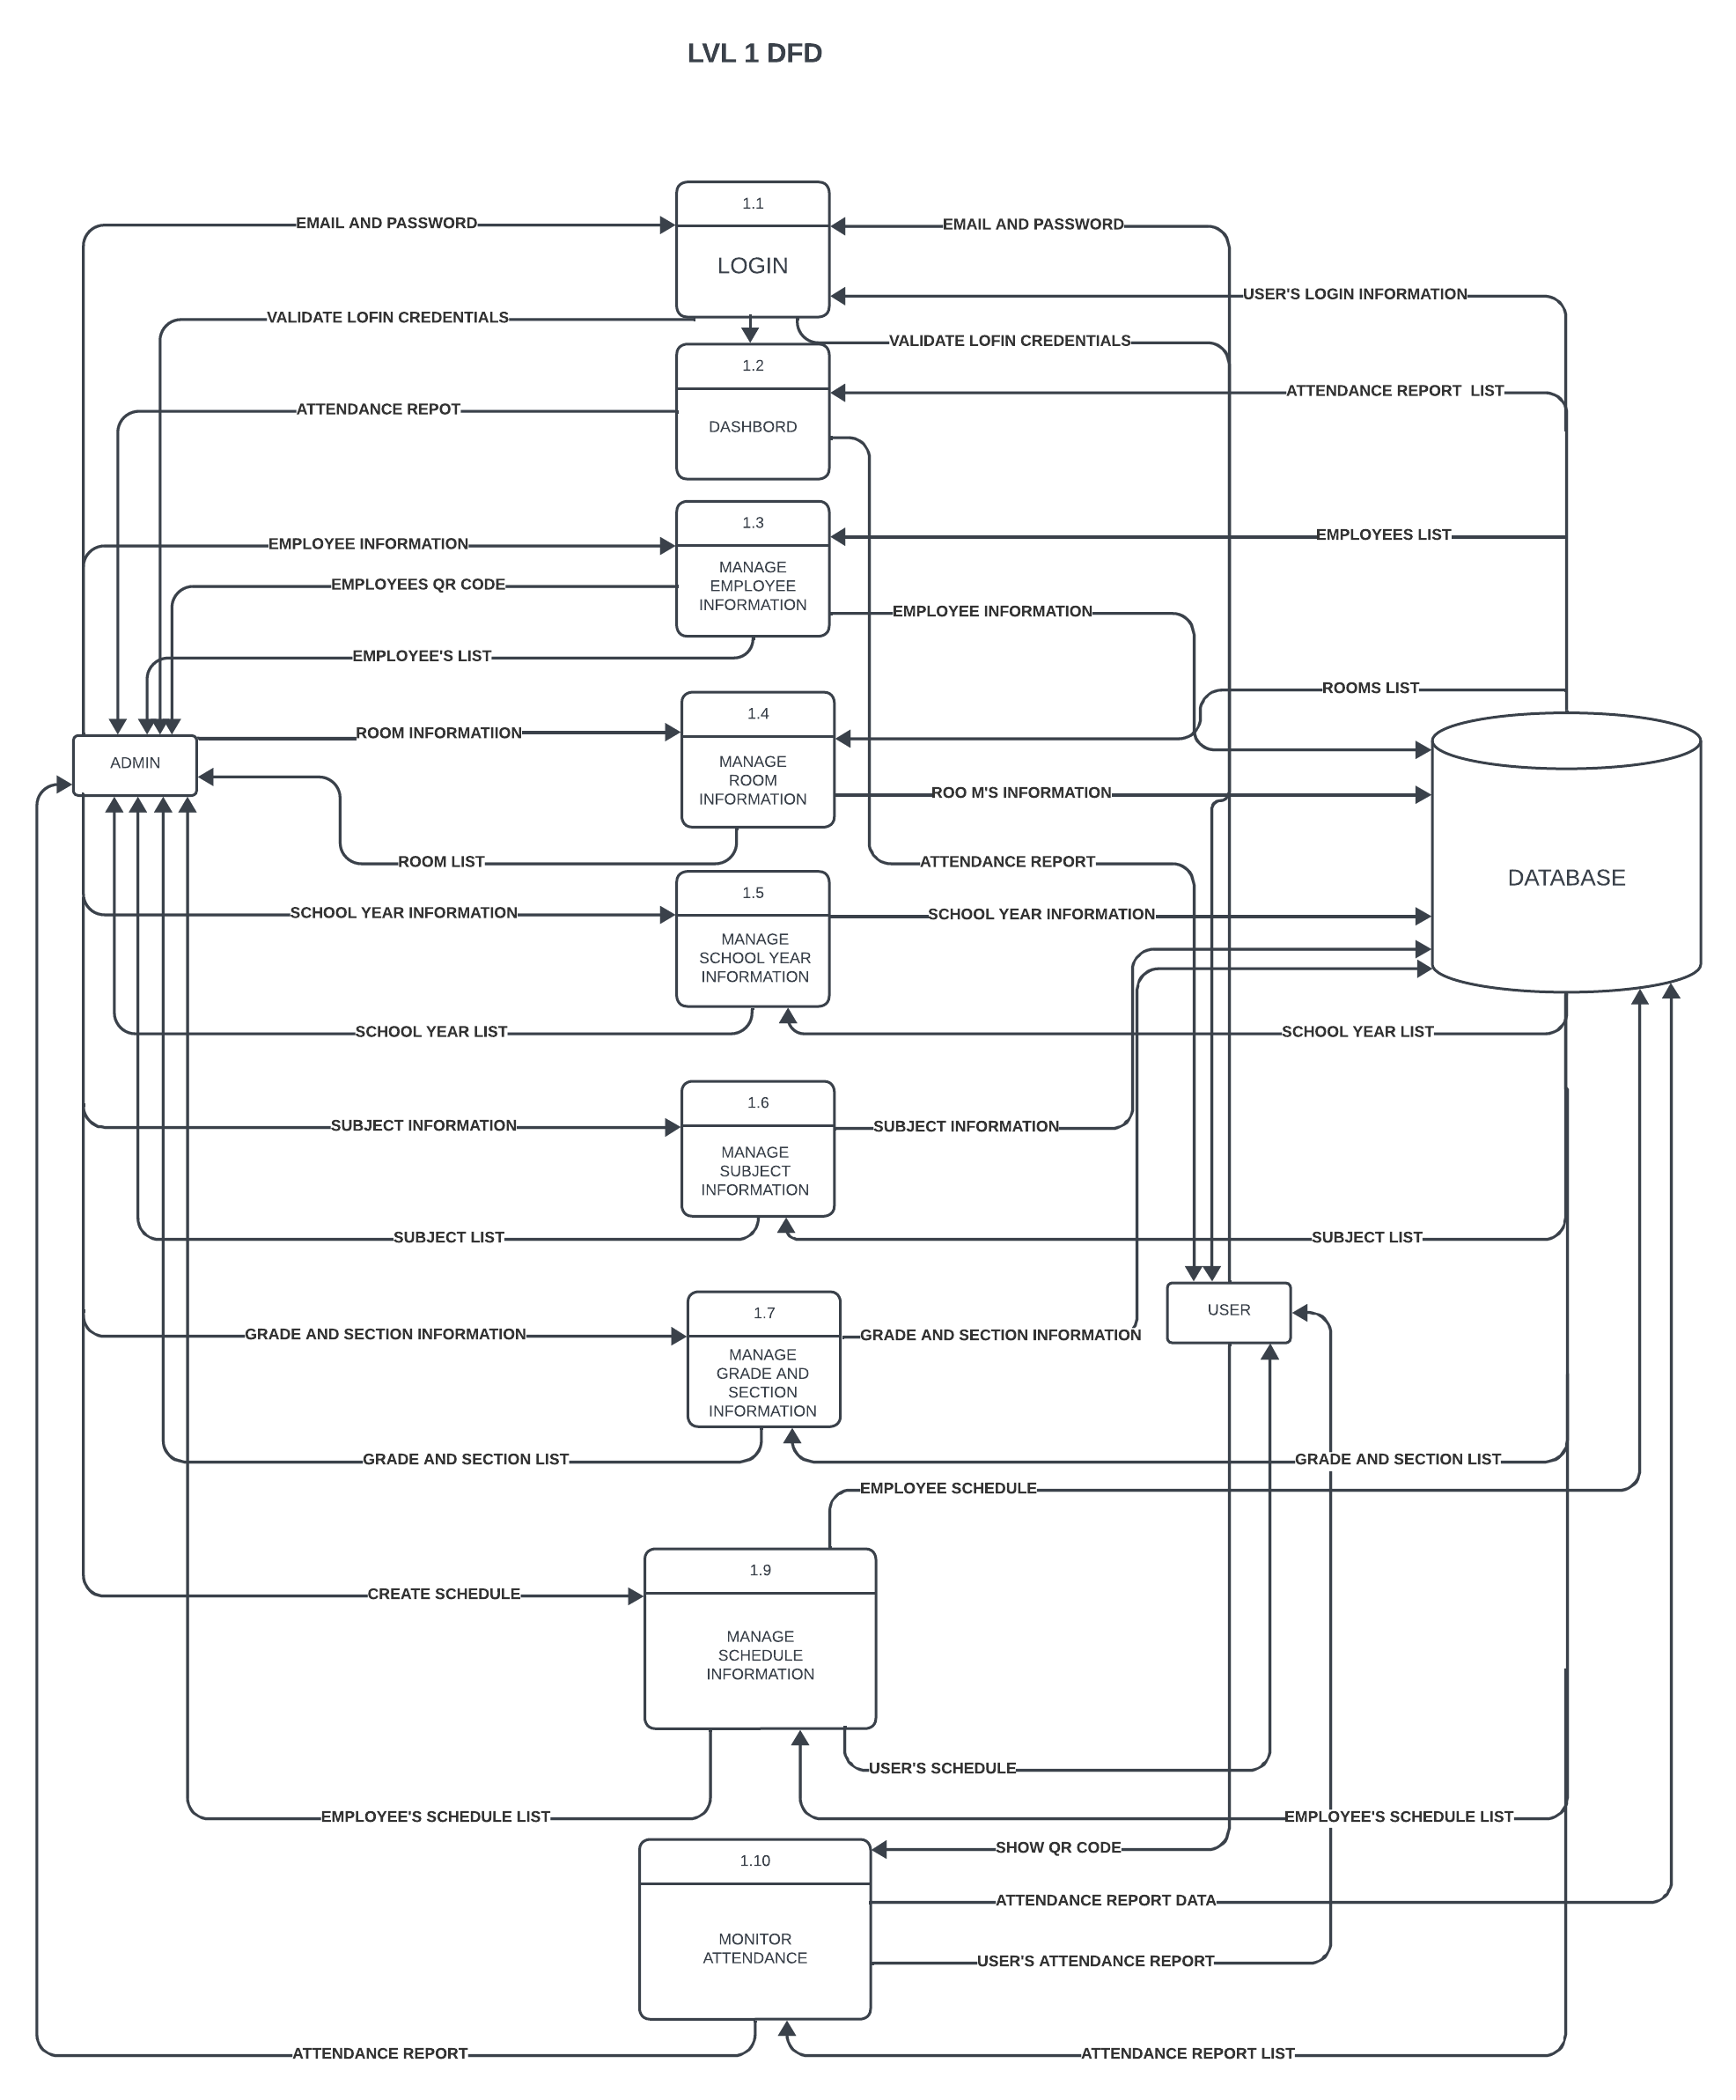 LVL 1 DFD
1.1
EMAIL AND PASSWORD
EMAIL AND PASSWORD
LOGIN
USER'S LOGIN INFORMATION
VALIDATE LOFIN CREDENTIALS
VALIDATE LOFIN CREDENTIALS
1.2
ATTENDANCE REPORT  LIST
ATTENDANCE REPOT
DASHBORD
1.3
EMPLOYEES LIST
EMPLOYEE INFORMATION
MANAGE
EMPLOYEE
INFORMATION
EMPLOYEES QR CODE
EMPLOYEE INFORMATION
EMPLOYEE'S LIST
ROOMS LIST
1.4
ROOM INFORMATIION
ADMIN
MANAGE
ROOM
INFORMATION
ROO M'S INFORMATION
ROOM LIST
ATTENDANCE REPORT
DATABASE
1.5
SCHOOL YEAR INFORMATION
SCHOOL YEAR INFORMATION
MANAGE
SCHOOL YEAR
INFORMATION
SCHOOL YEAR LIST
SCHOOL YEAR LIST
1.6
SUBJECT INFORMATION
SUBJECT INFORMATION
MANAGE
SUBJECT
INFORMATION
SUBJECT LIST
SUBJECT LIST
USER
1.7
GRADE AND SECTION INFORMATION
GRADE AND SECTION INFORMATION
MANAGE
GRADE AND
SECTION
INFORMATION
GRADE AND SECTION LIST
GRADE AND SECTION LIST
EMPLOYEE SCHEDULE
1.9
CREATE SCHEDULE
MANAGE
SCHEDULE
INFORMATION
USER'S SCHEDULE
EMPLOYEE'S SCHEDULE LIST
EMPLOYEE'S SCHEDULE LIST
SHOW QR CODE
1.10
ATTENDANCE REPORT DATA
MONITOR
ATTENDANCE
USER'S ATTENDANCE REPORT
ATTENDANCE REPORT
ATTENDANCE REPORT LIST